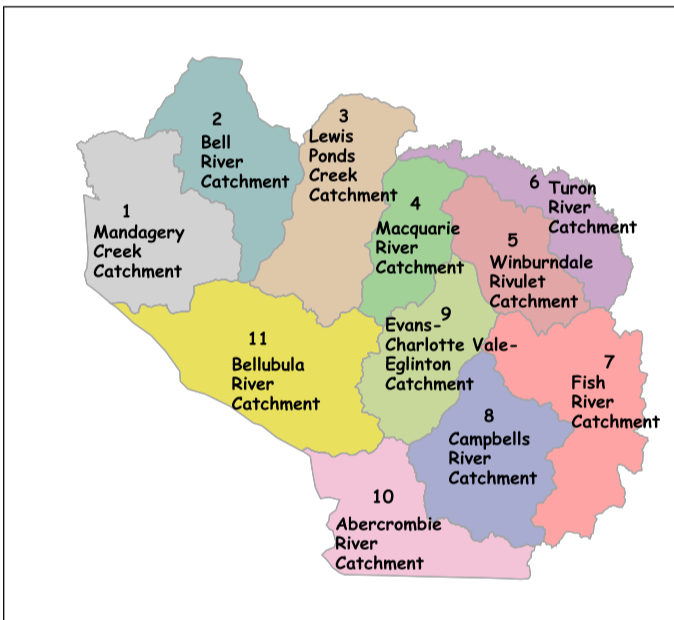 1
Mandagery
Creek
Catchment
2
Bell
River
Catchment
3
Lewis
Ponds
Creek
Catchment
4
Macquarie
River
Catchment
5
Winburndale
Rivulet
Catchment
6
Turon
River
Catchment
7
Fish
River
Catchment
8
Campbells
River
Catchment
9
Evans-
Charlotte Vale-
Eglinton
Catchment
10
Abercrombie
River
Catchment
11
Bellubula
River
Catchment